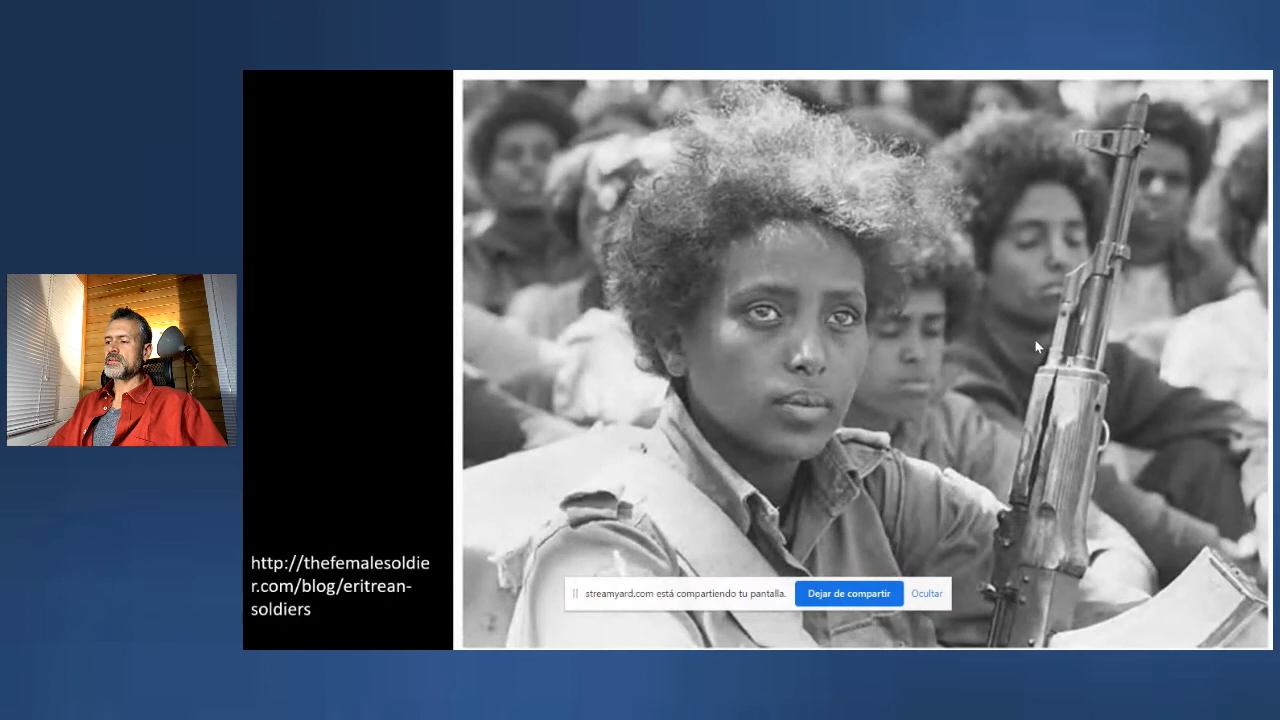 http://thefemalesoldie
r.com/blog/eritrean-
soldiers
streamyard.com está compartiendo tu pantalla. Dejar de compartir Ocultar